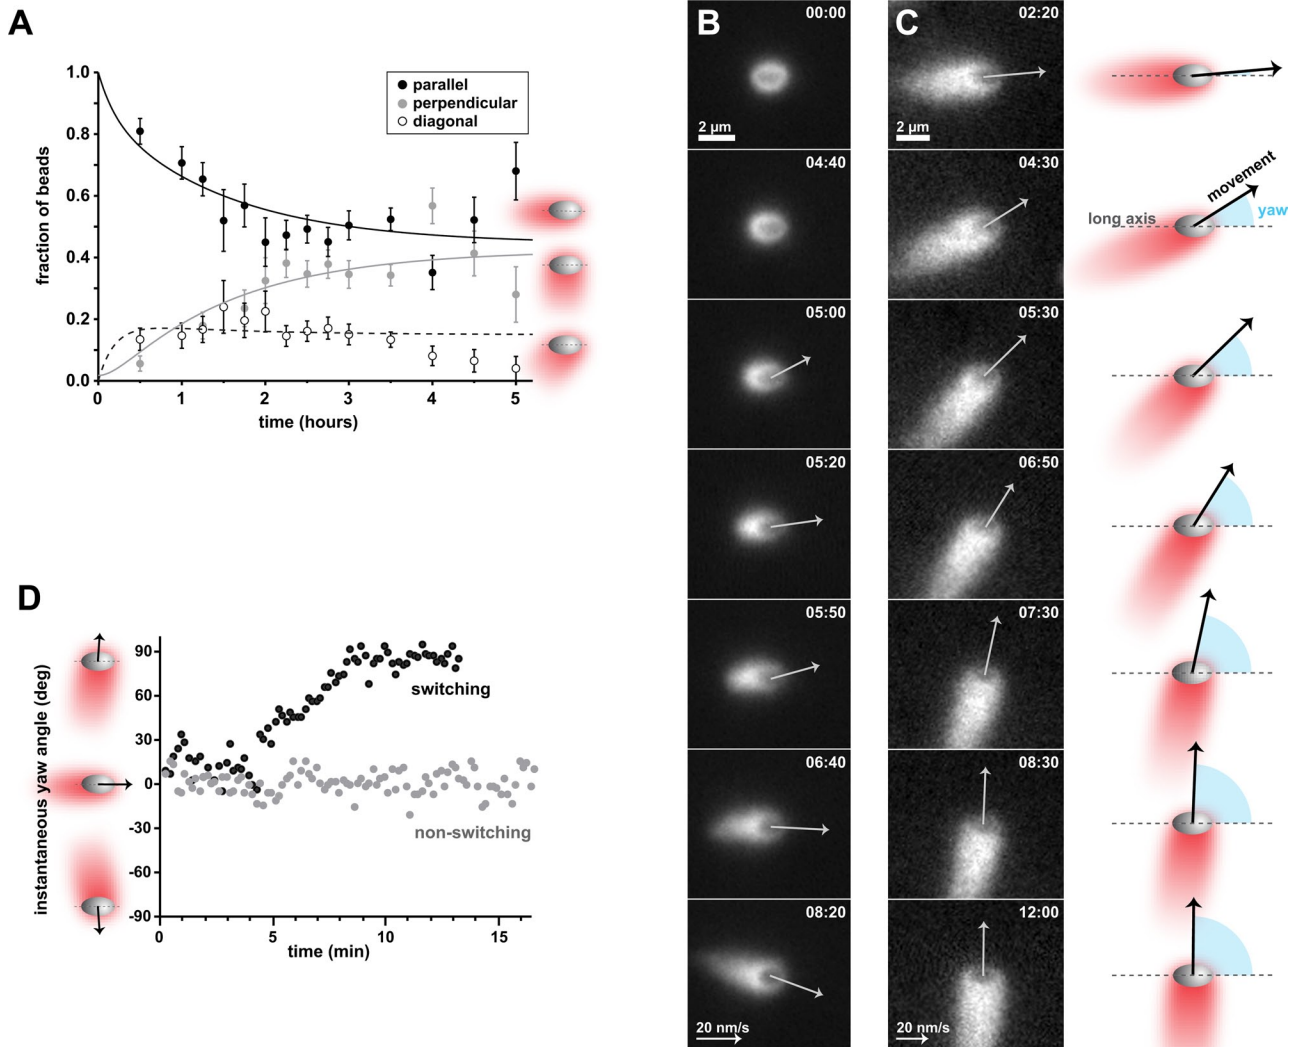 A
1.0
0.8
0.6
0.4
0.2
0.0
fraction of beads
parallel
perpendicular
diagonal
0
1
2
3
4
5
time (hours)
B
00:00
2 µm
04:40
05:00
05:20
05:50
06:40
08:20
20 nm/s
C
02:20
2 µm
04:30
05:30
06:50
07:30
08:30
12:00
20 nm/s
movement
long axis
yaw
D
instantaneous yaw angle (deg)
90
60
30
0
-30
-60
-90
switching
non-switching
0
5
10
15
time (min)